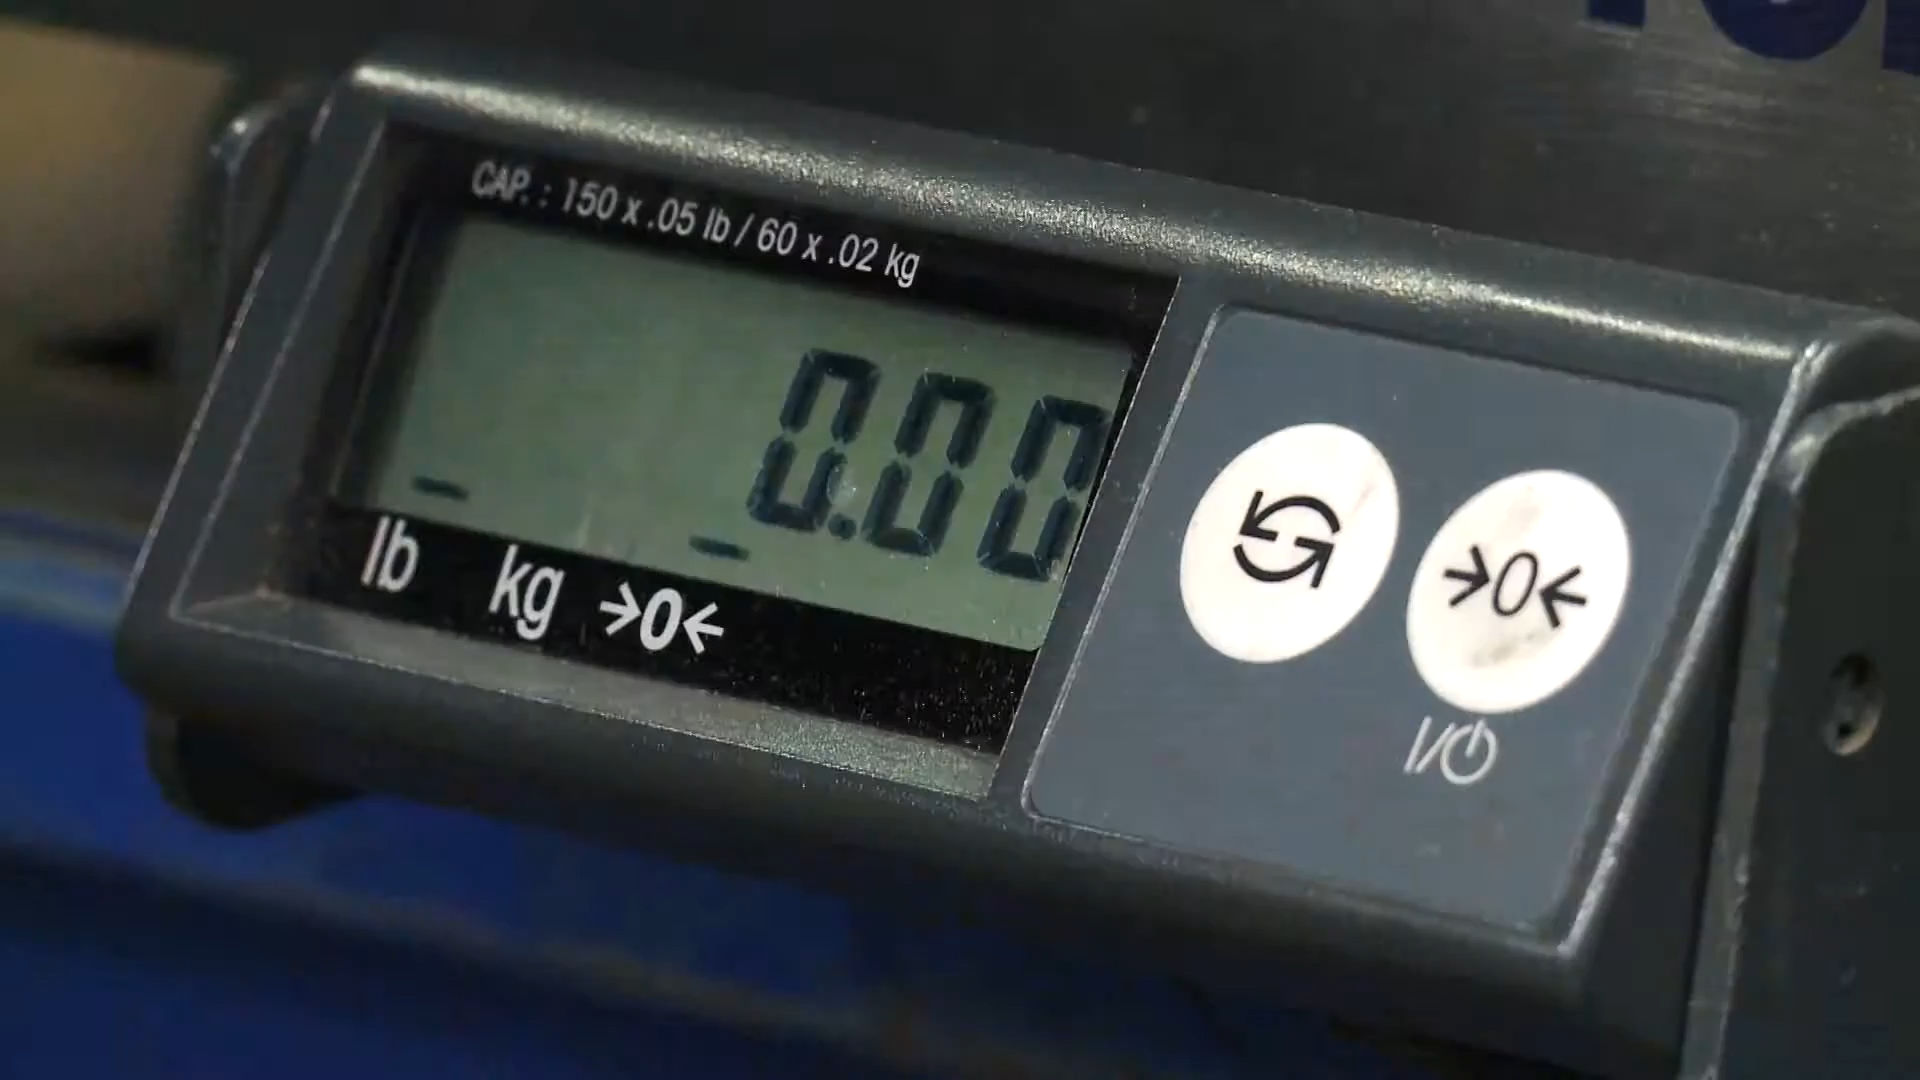 CAP. : 150 x .05 lb / 60 x .02 kg
0.00
lb kg →0←
→0←
I/⏻